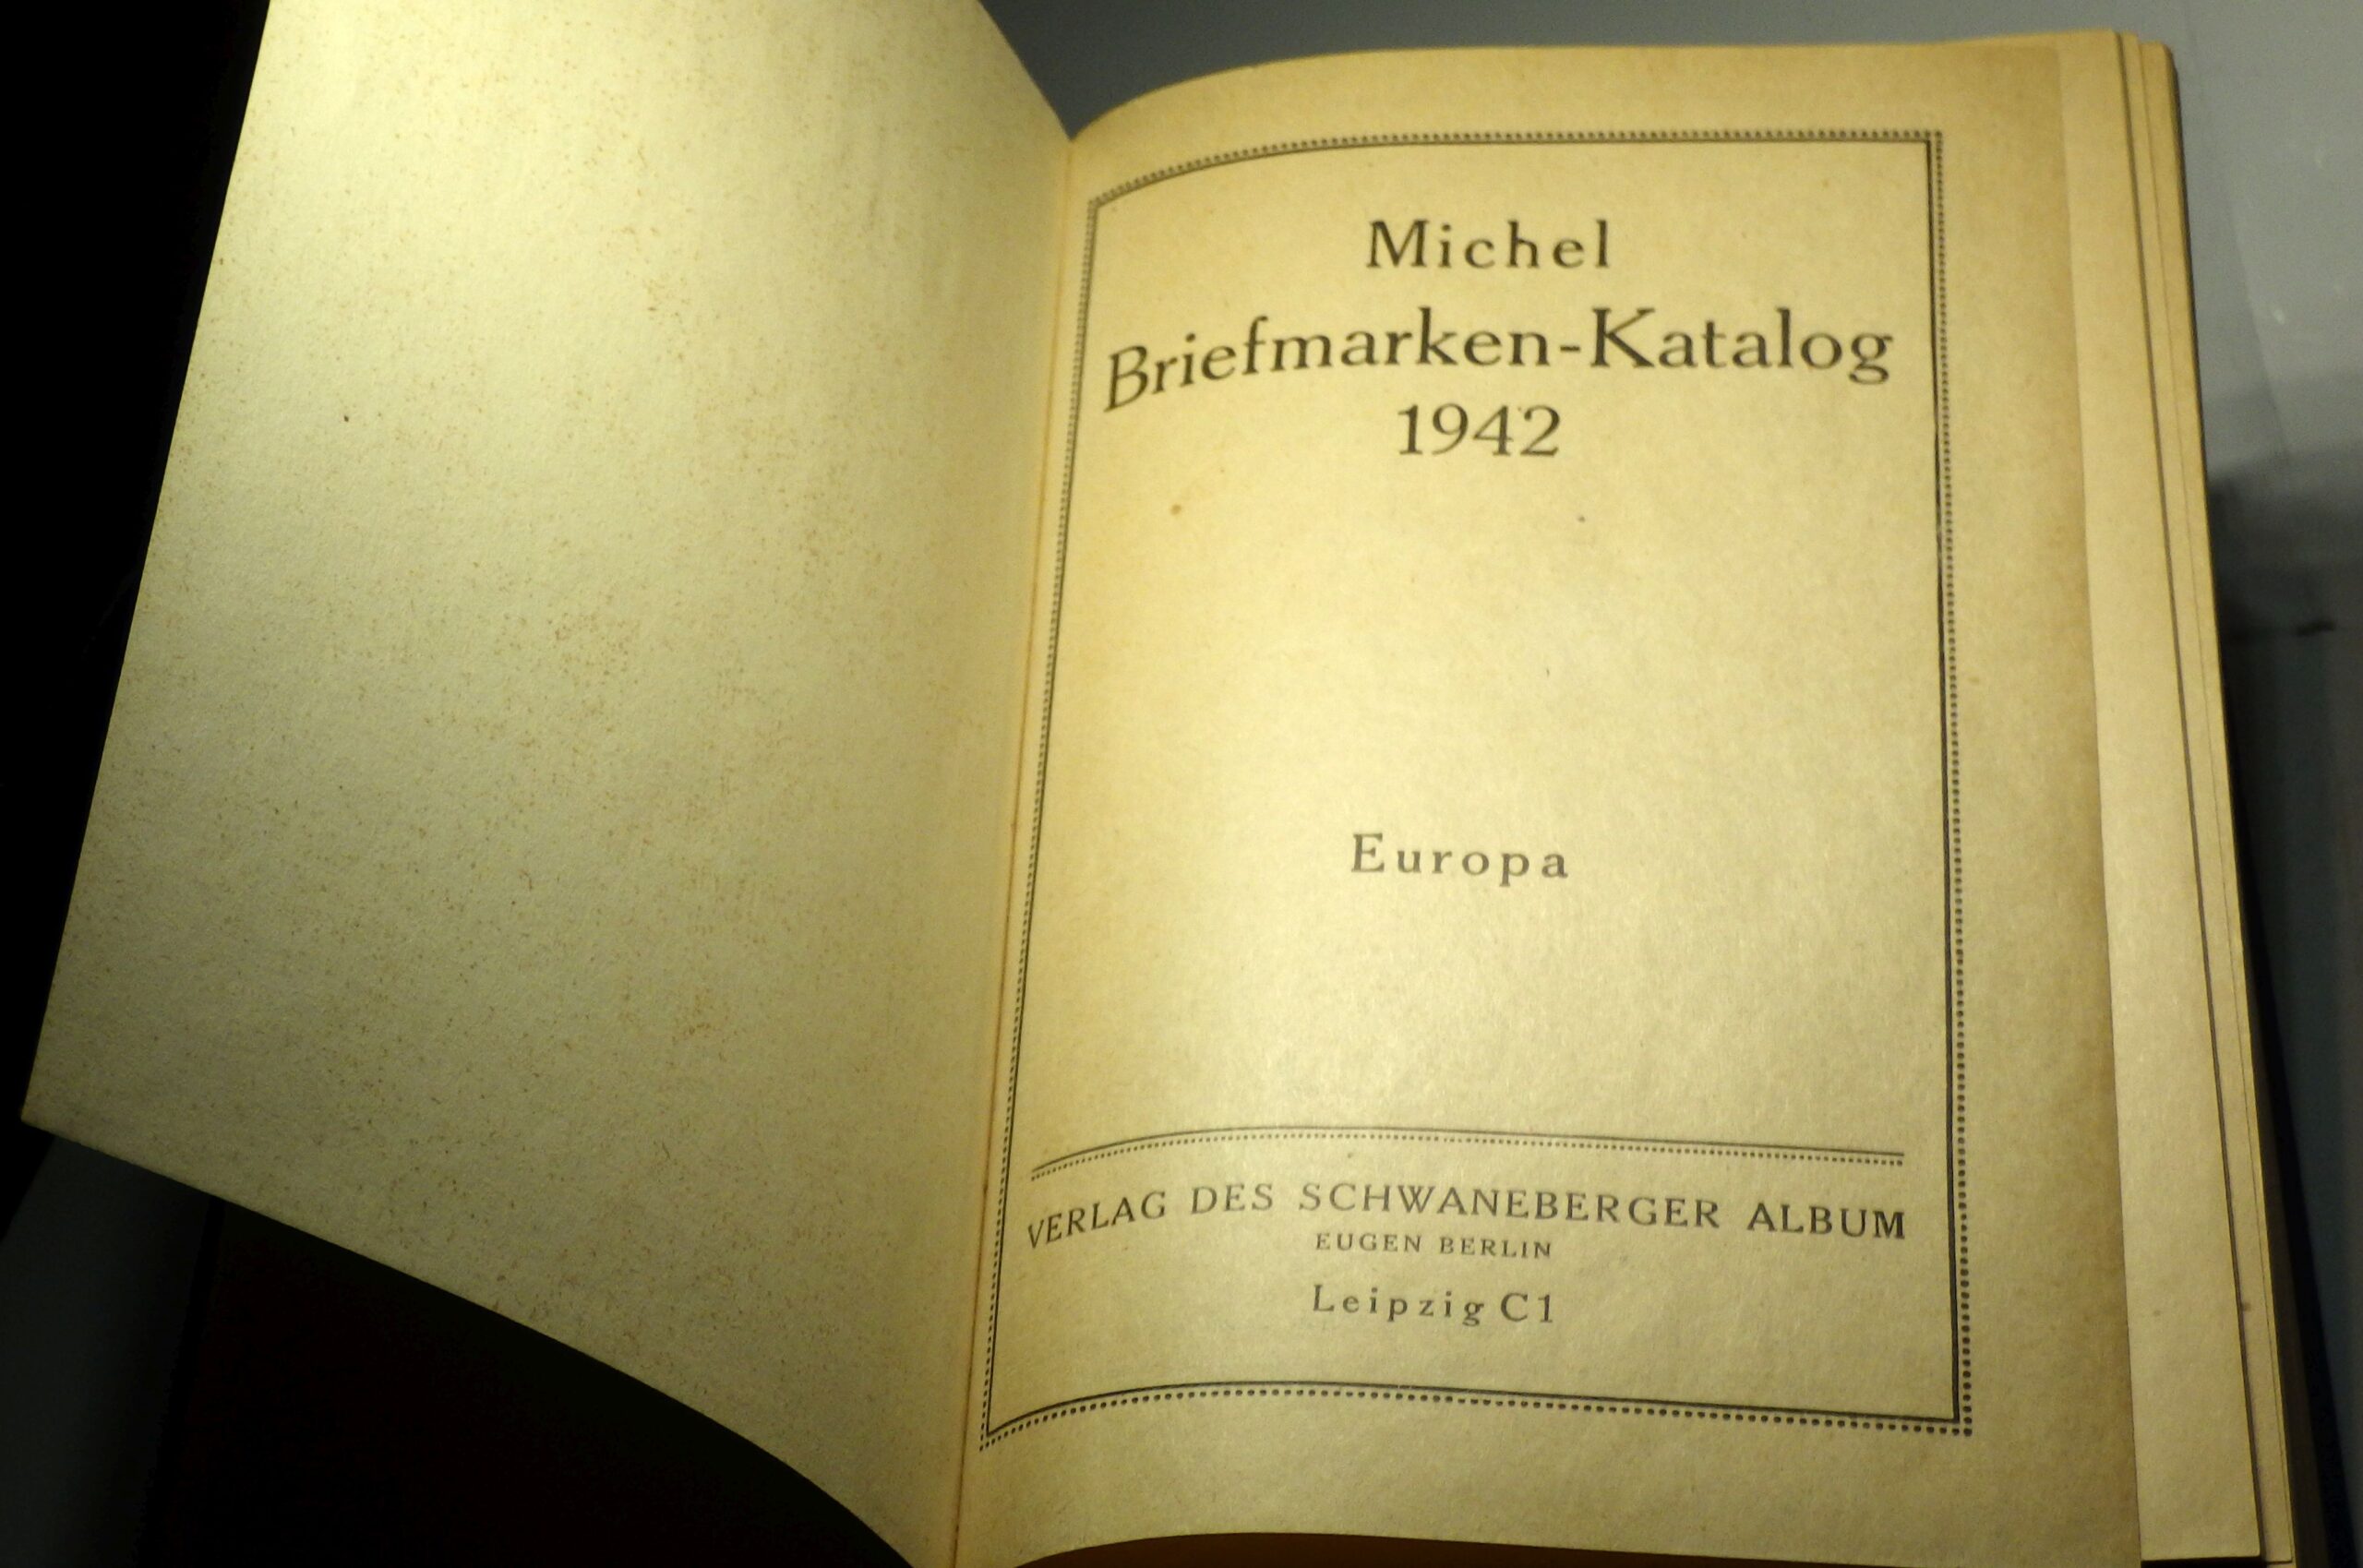 Michel
Briefmarken-Katalog
1942
Europa
VERLAG DES SCHWANEBERGER ALBUM
EUGEN BERLIN
Leipzig C1